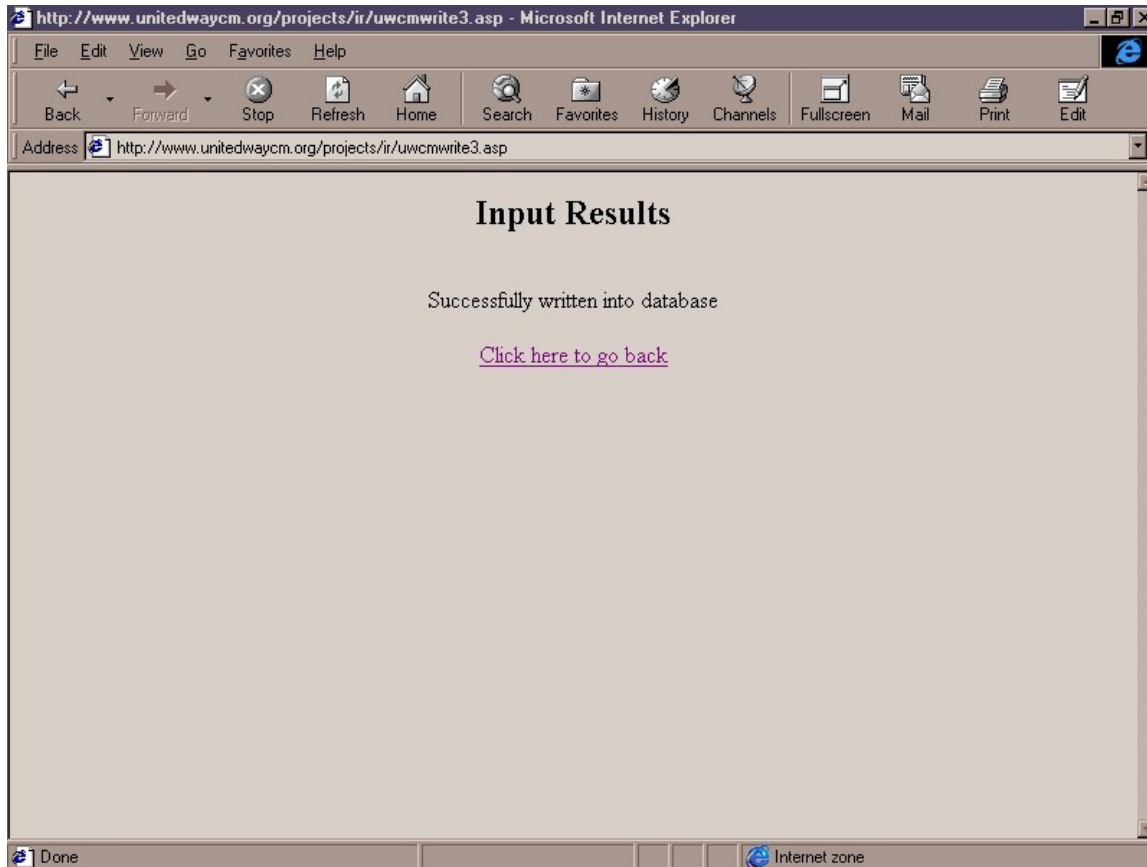 http://www.unitedwaycm.org/projects/ir/uwcmwrite3.asp - Microsoft Internet Explorer
File Edit View Go Favorites Help
Back Forward Stop Refresh Home Search Favorites History Channels Fullscreen Mail Print Edit
Address http://www.unitedwaycm.org/projects/ir/uwcmwrite3.asp
Input Results
Successfully written into database
Click here to go back
Done Internet zone